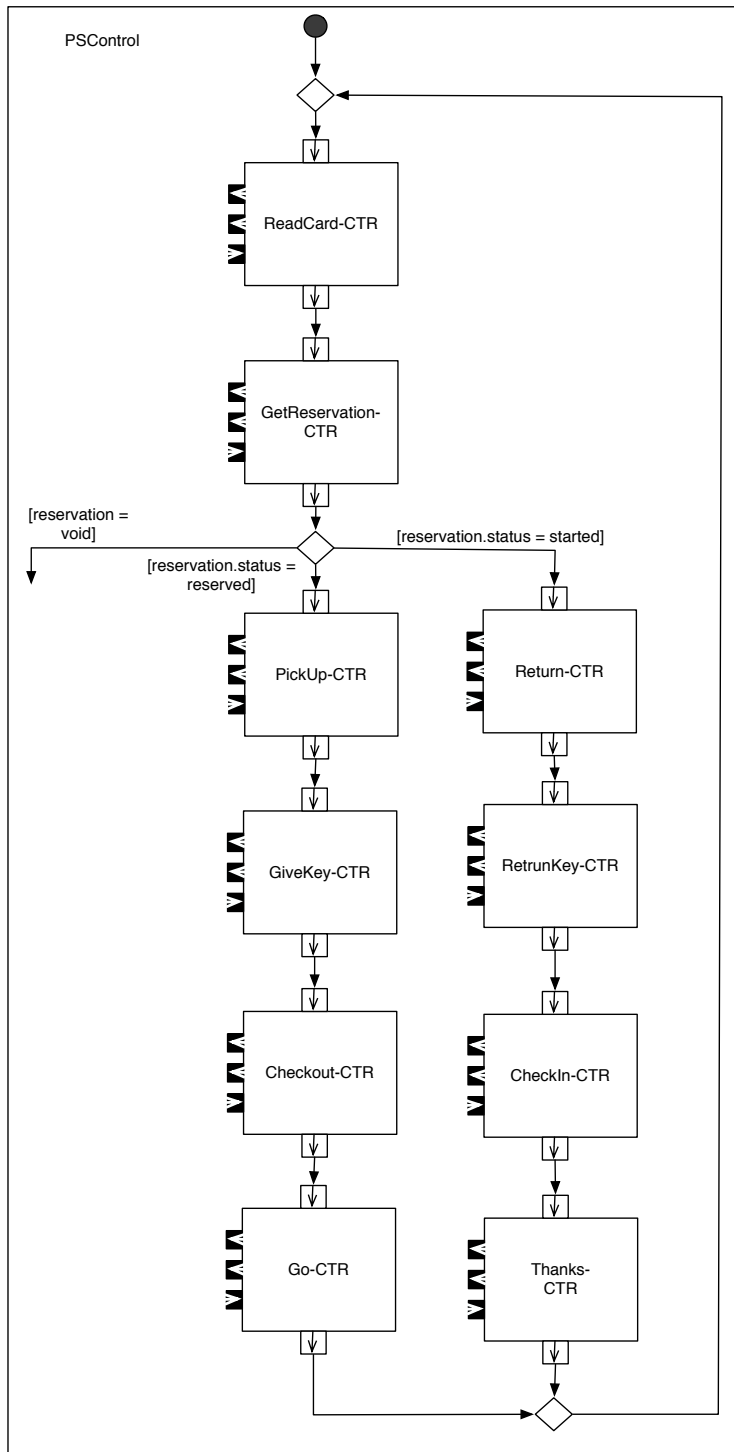 PSControl
ReadCard-CTR
GetReservation-
CTR
[reservation =
void]
[reservation.status =
reserved]
[reservation.status = started]
PickUp-CTR
Return-CTR
GiveKey-CTR
RetrunKey-CTR
Checkout-CTR
CheckIn-CTR
Go-CTR
Thanks-
CTR